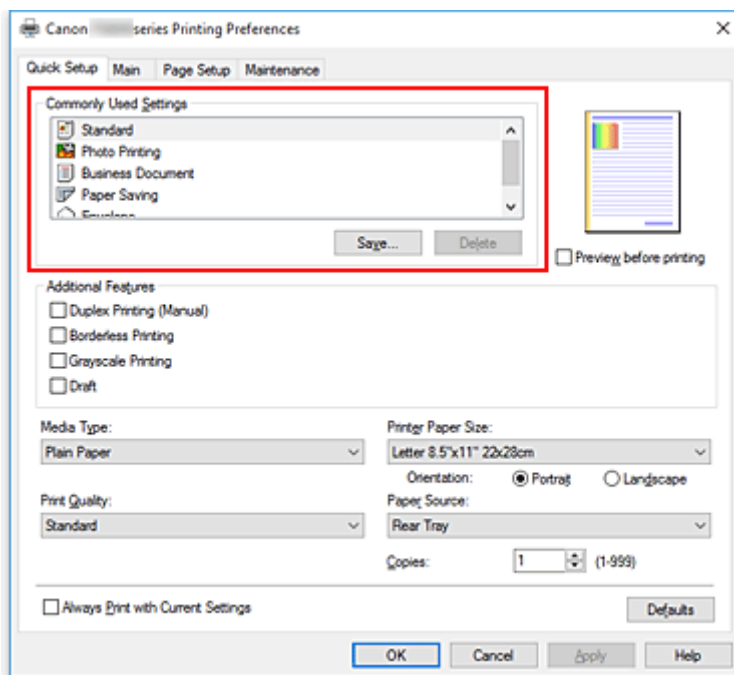 Canon series Printing Preferences
Quick Setup Main Page Setup Maintenance
Commonly Used Settings
Standard
Photo Printing
Business Document
Paper Saving
Envelope
Save... Delete
Preview before printing
Additional Features
Duplex Printing (Manual)
Borderless Printing
Grayscale Printing
Draft
Media Type: Printer Paper Size:
Plain Paper Letter 8.5"x11" 22x28cm
Orientation: Portrait Landscape
Print Quality: Paper Source:
Standard Rear Tray
Copies: 1 (1-999)
Always Print with Current Settings Defaults
OK Cancel Apply Help